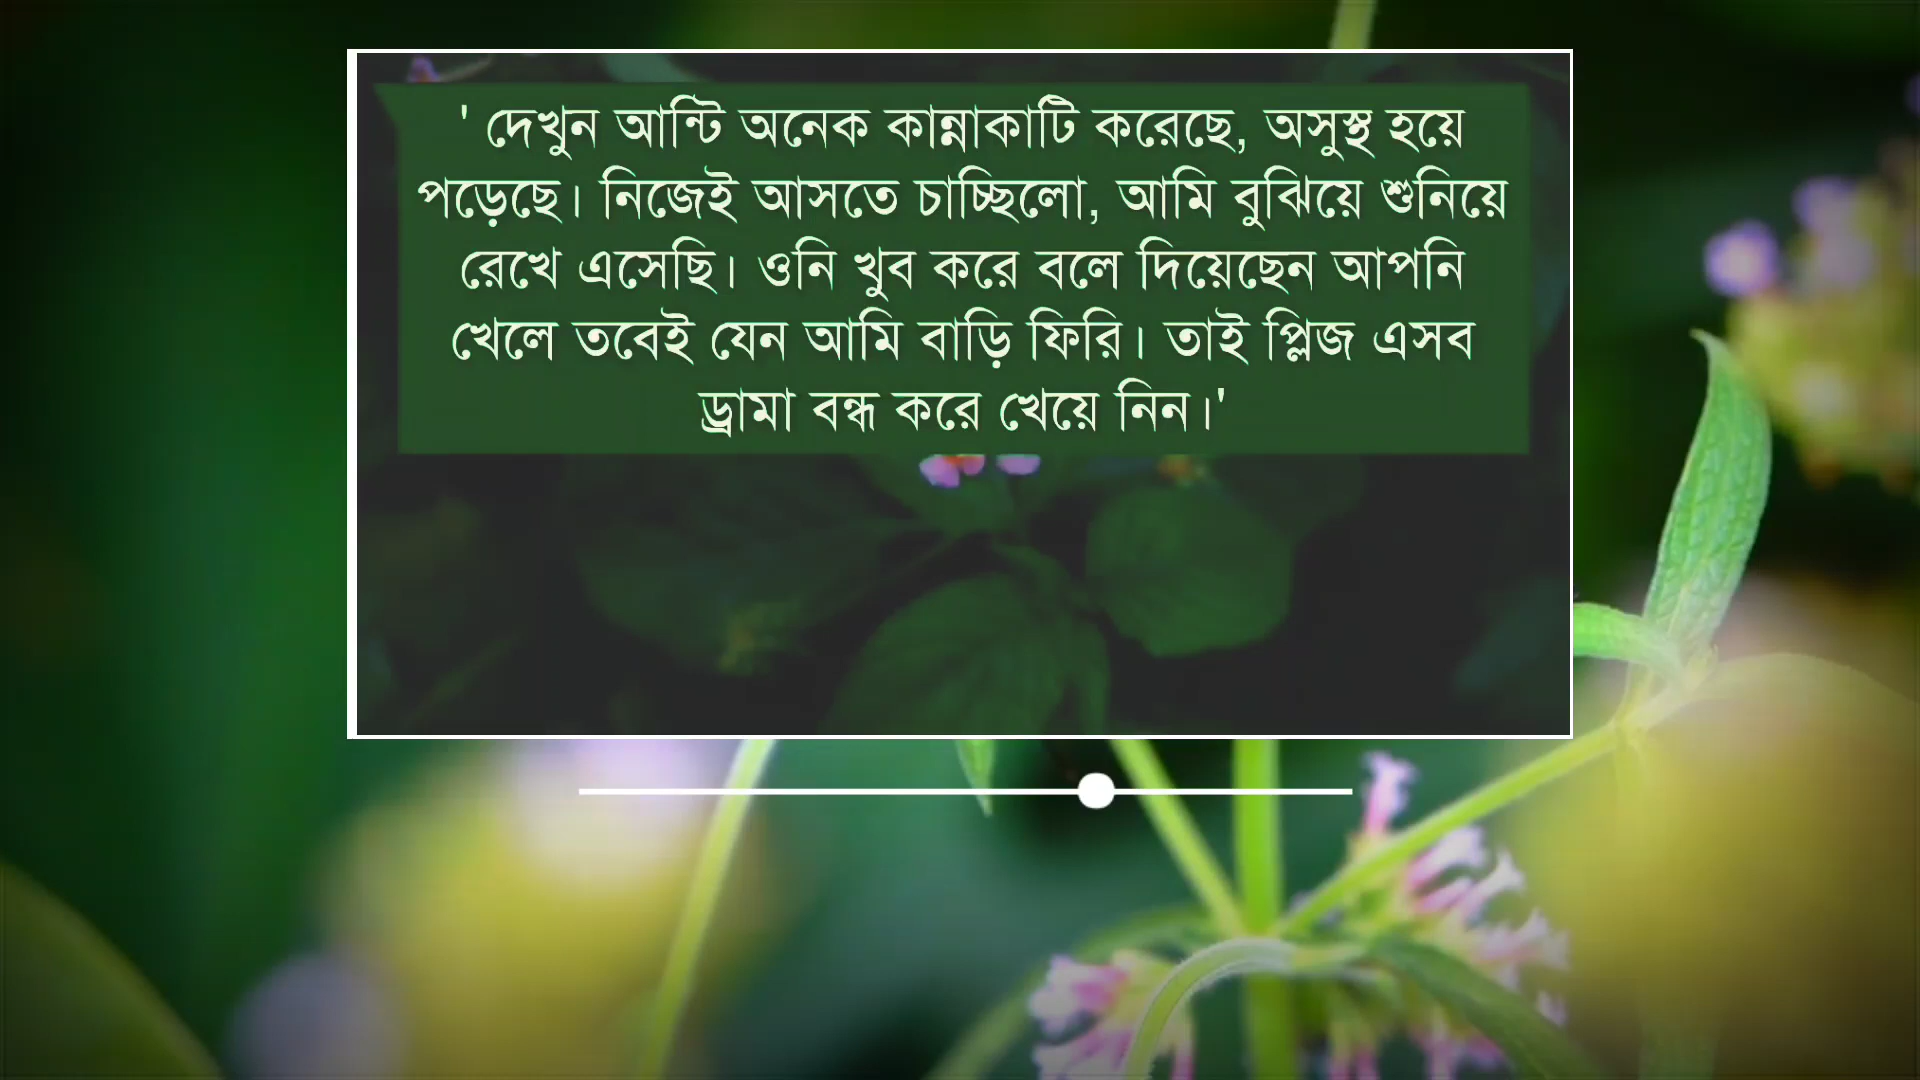 ' দেখুন আন্টি অনেক কান্নাকাটি করেছে, অসুস্থ হয়ে
পড়েছে। নিজেই আসতে চাচ্ছিলো, আমি বুঝিয়ে শুনিয়ে
রেখে এসেছি। ওনি খুব করে বলে দিয়েছেন আপনি
খেলে তবেই যেন আমি বাড়ি ফিরি। তাই প্লিজ এসব
ড্রামা বন্ধ করে খেয়ে নিন।'